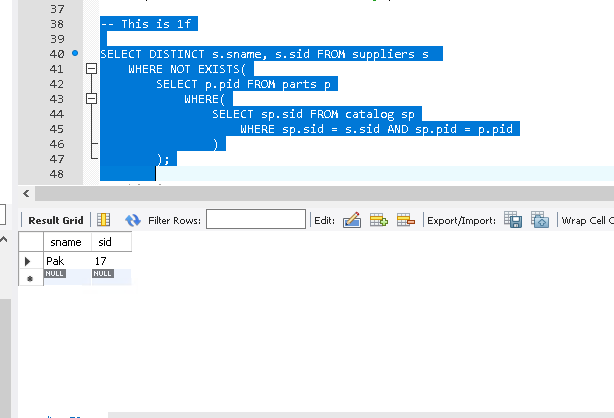 37
38 -- This is 1f
39
40 SELECT DISTINCT s.sname, s.sid FROM suppliers s
41 WHERE NOT EXISTS(
42 SELECT p.pid FROM parts p
43 WHERE(
44 SELECT sp.sid FROM catalog sp
45 WHERE sp.sid = s.sid AND sp.pid = p.pid
46 )
47 );
48
Result Grid Filter Rows: Edit: Export/Import: Wrap Cell C
sname sid
Pak 17
NULL NULL